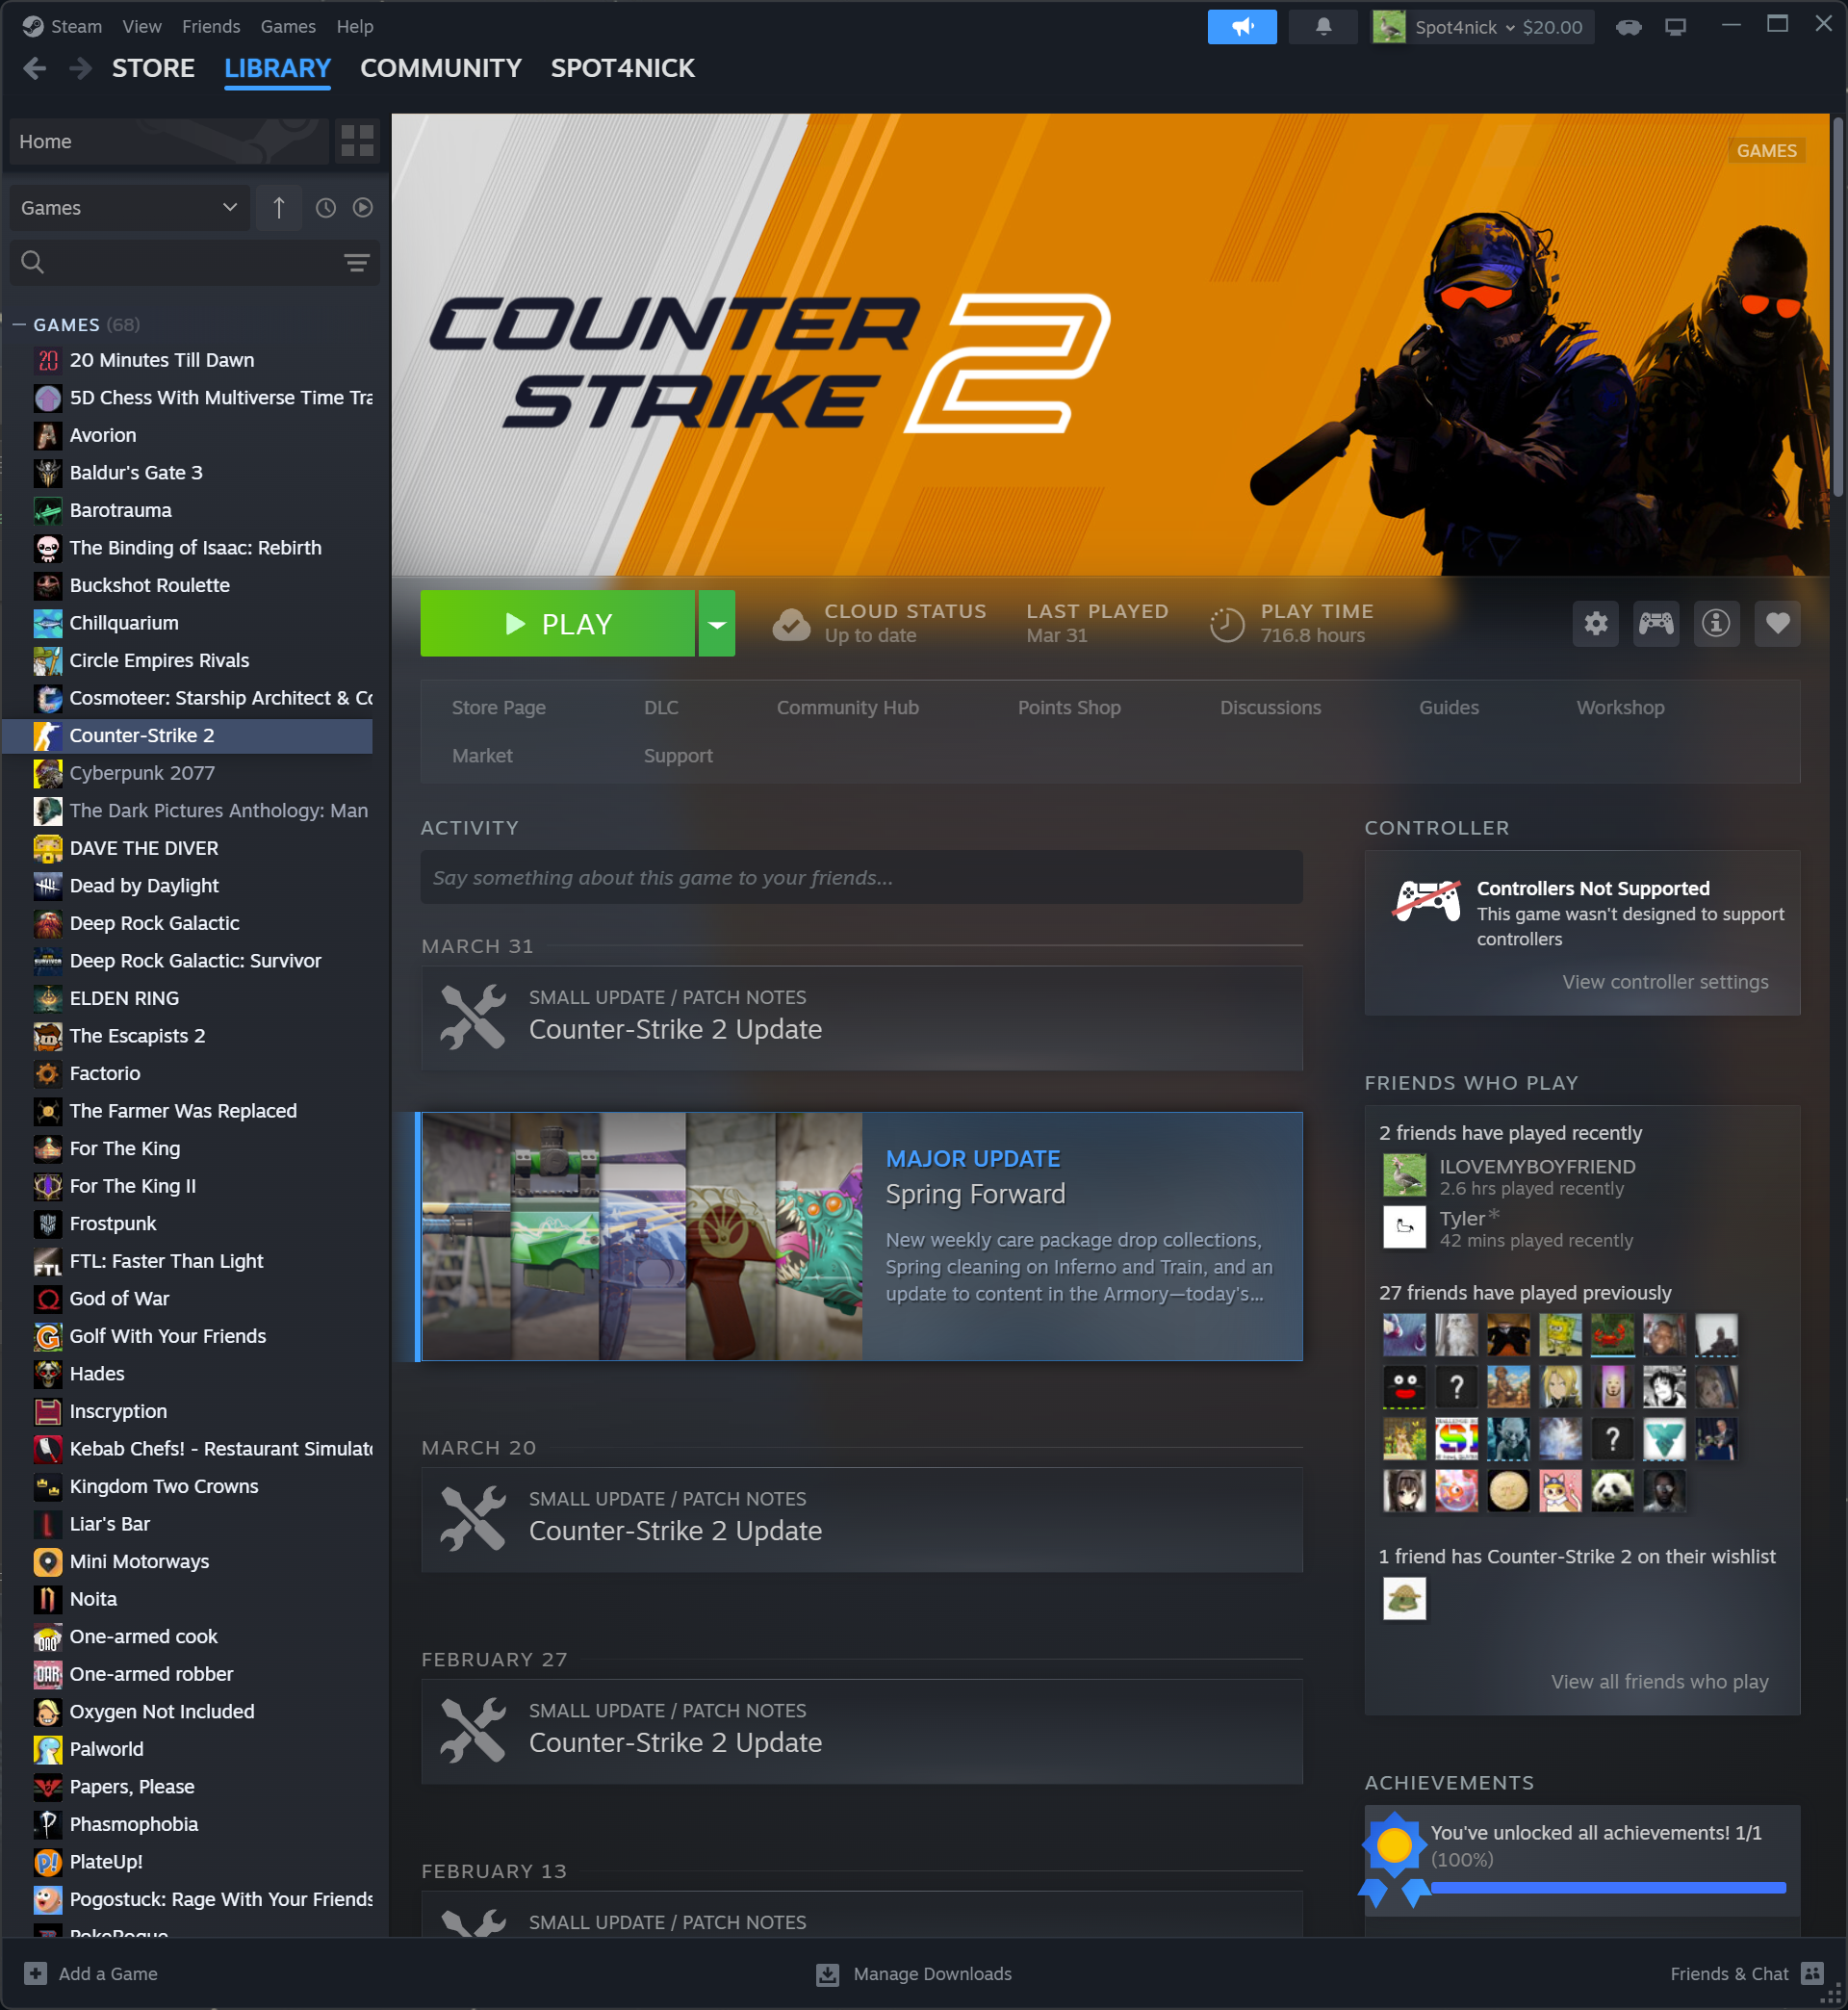 Steam View Friends Games Help
Spot4nick $20.00
STORE LIBRARY COMMUNITY SPOT4NICK
Home
Games
GAMES (68)
20 Minutes Till Dawn
5D Chess With Multiverse Time Tra
Avorion
Baldur's Gate 3
Barotrauma
The Binding of Isaac: Rebirth
Buckshot Roulette
Chillquarium
Circle Empires Rivals
Cosmoteer: Starship Architect & Co
Counter-Strike 2
Cyberpunk 2077
The Dark Pictures Anthology: Man
DAVE THE DIVER
Dead by Daylight
Deep Rock Galactic
Deep Rock Galactic: Survivor
ELDEN RING
The Escapists 2
Factorio
The Farmer Was Replaced
For The King
For The King II
Frostpunk
FTL: Faster Than Light
God of War
Golf With Your Friends
Hades
Inscryption
Kebab Chefs! - Restaurant Simulato
Kingdom Two Crowns
Liar's Bar
Mini Motorways
Noita
One-armed cook
One-armed robber
Oxygen Not Included
Palworld
Papers, Please
Phasmophobia
PlateUp!
Pogostuck: Rage With Your Friends
PokeRogue
GAMES
COUNTER
STRIKE 2
PLAY
CLOUD STATUS
Up to date
LAST PLAYED
Mar 31
PLAY TIME
716.8 hours
Store Page DLC Community Hub Points Shop Discussions Guides Workshop
Market Support
ACTIVITY
Say something about this game to your friends...
MARCH 31
SMALL UPDATE / PATCH NOTES
Counter-Strike 2 Update
MAJOR UPDATE
Spring Forward
New weekly care package drop collections,
Spring cleaning on Inferno and Train, and an
update to content in the Armory—today's...
MARCH 20
SMALL UPDATE / PATCH NOTES
Counter-Strike 2 Update
FEBRUARY 27
SMALL UPDATE / PATCH NOTES
Counter-Strike 2 Update
FEBRUARY 13
SMALL UPDATE / PATCH NOTES
CONTROLLER
Controllers Not Supported
This game wasn't designed to support
controllers
View controller settings
FRIENDS WHO PLAY
2 friends have played recently
ILOVEMYBOYFRIEND
2.6 hrs played recently
Tyler*
42 mins played recently
27 friends have played previously
1 friend has Counter-Strike 2 on their wishlist
View all friends who play
ACHIEVEMENTS
You've unlocked all achievements! 1/1
(100%)
Add a Game
Manage Downloads
Friends & Chat